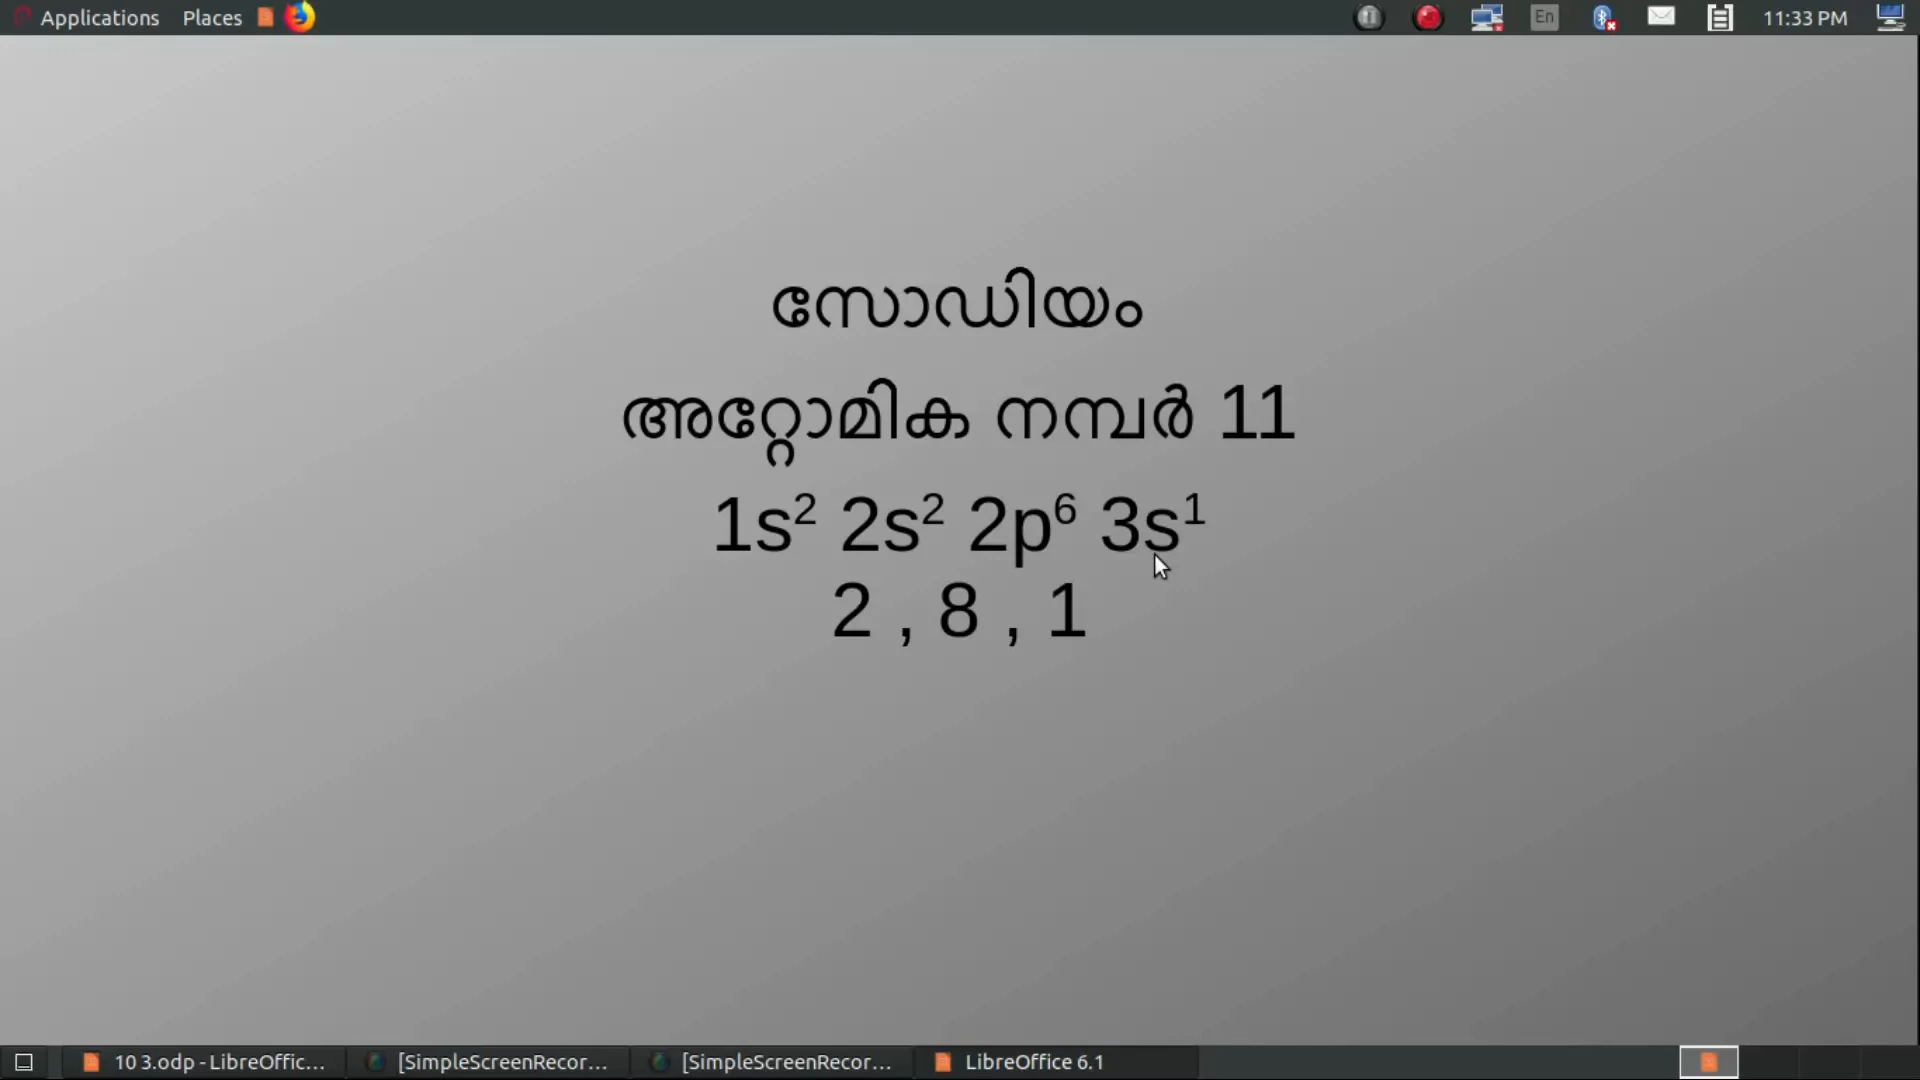 Applications Places En 11:33 PM
സോഡിയം
അറ്റോമിക നമ്പർ 11
1s² 2s² 2p⁶ 3s¹
2 , 8 , 1
10 3.odp - LibreOffic... [SimpleScreenRecor... [SimpleScreenRecor... LibreOffice 6.1